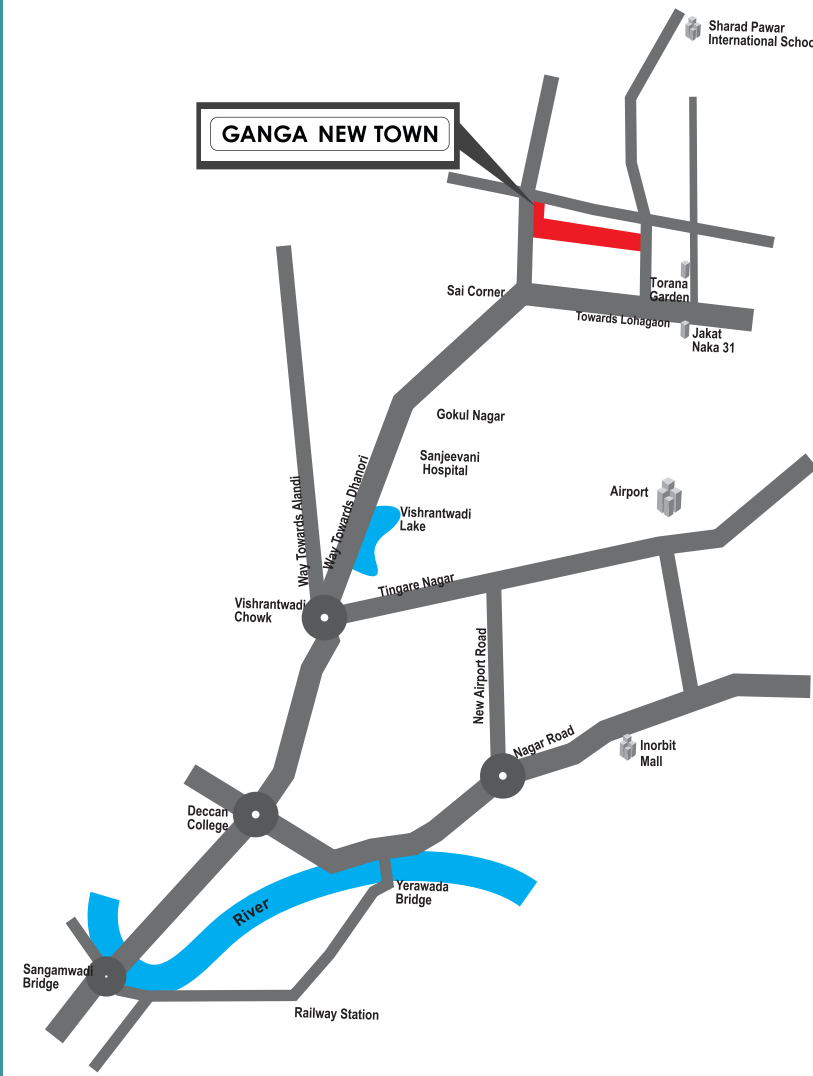 Sharad Pawar
International Schoo
GANGA NEW TOWN
Torana
Garden
Sai Corner
Towards Lohagaon
Jakat
Naka 31
Gokul Nagar
Sanjeevani
Hospital
Way Towards Alandi
Way Towards Dhanori
Airport
Vishrantwadi
Lake
Tingare Nagar
Vishrantwadi
Chowk
New Airport Road
Nagar Road
Inorbit
Mall
Deccan
College
Yerawada
Bridge
River
Sangamwadi
Bridge
Railway Station